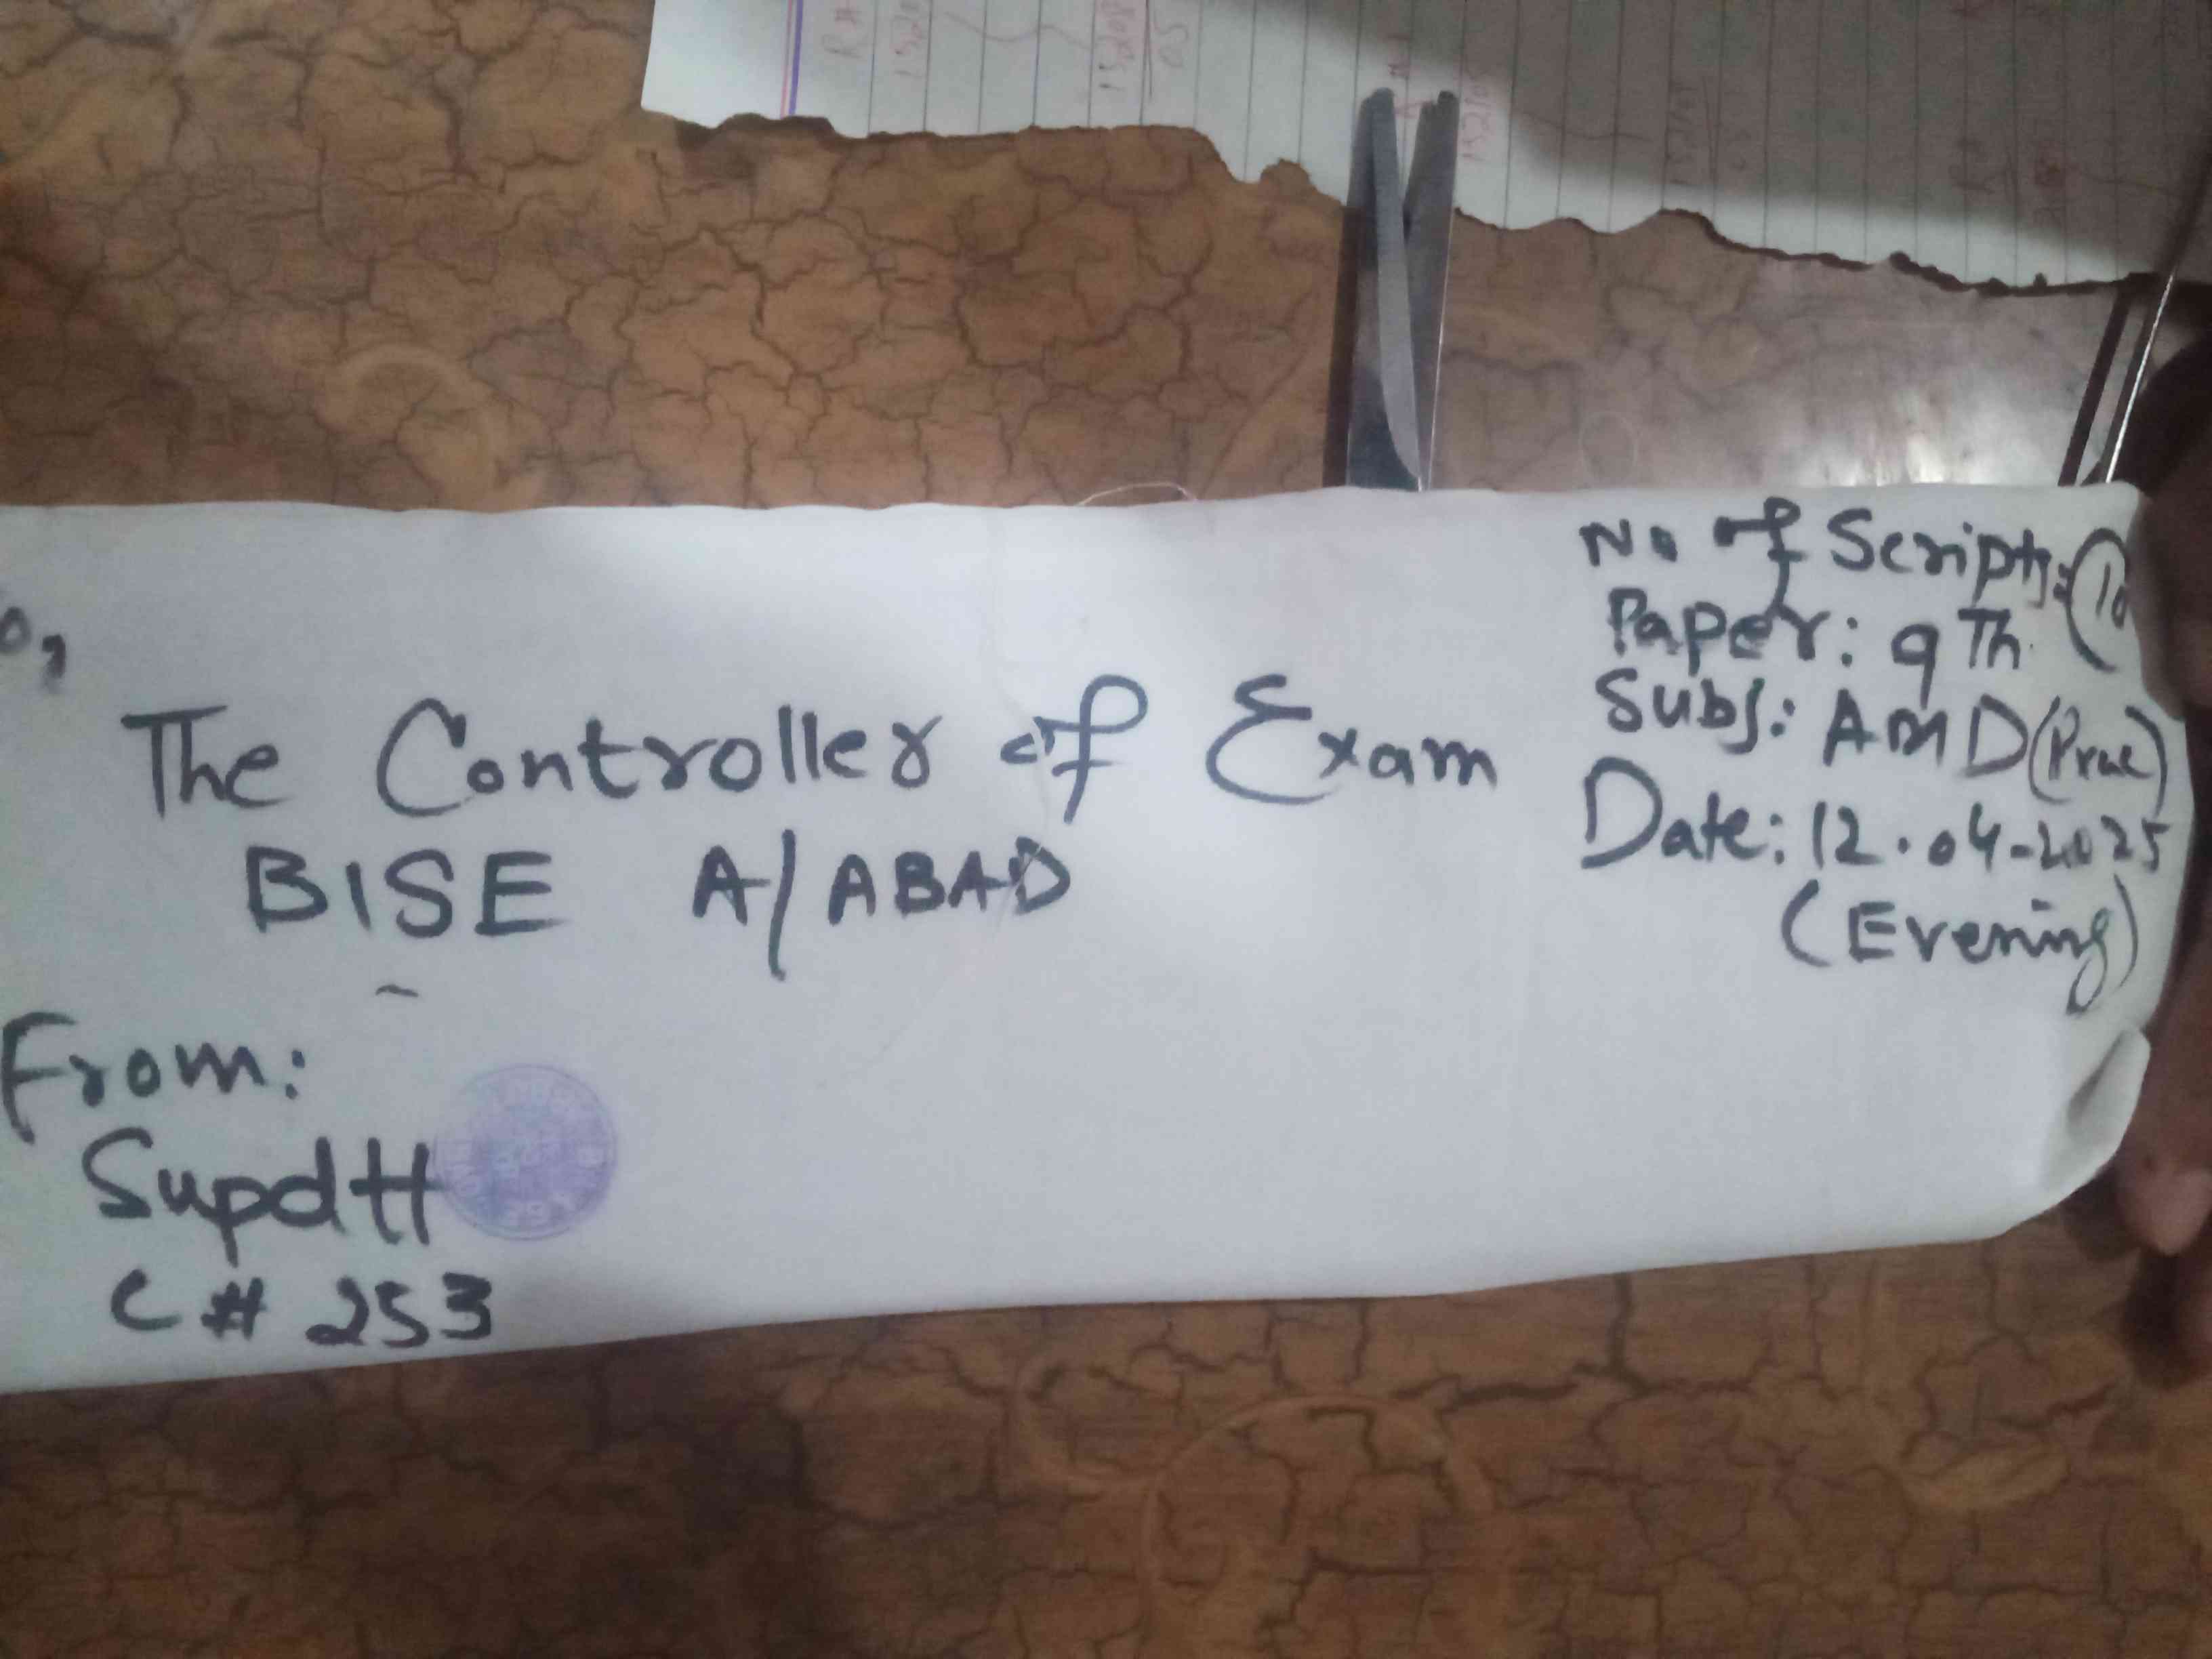 The Controller of Exam
BISE A/ABAD
From:
Supdtt
C # 253
No of Scripts:
Paper: 9Th
Subj: AMD (Prac)
Date: 12.04-2025
(Evening)
R#